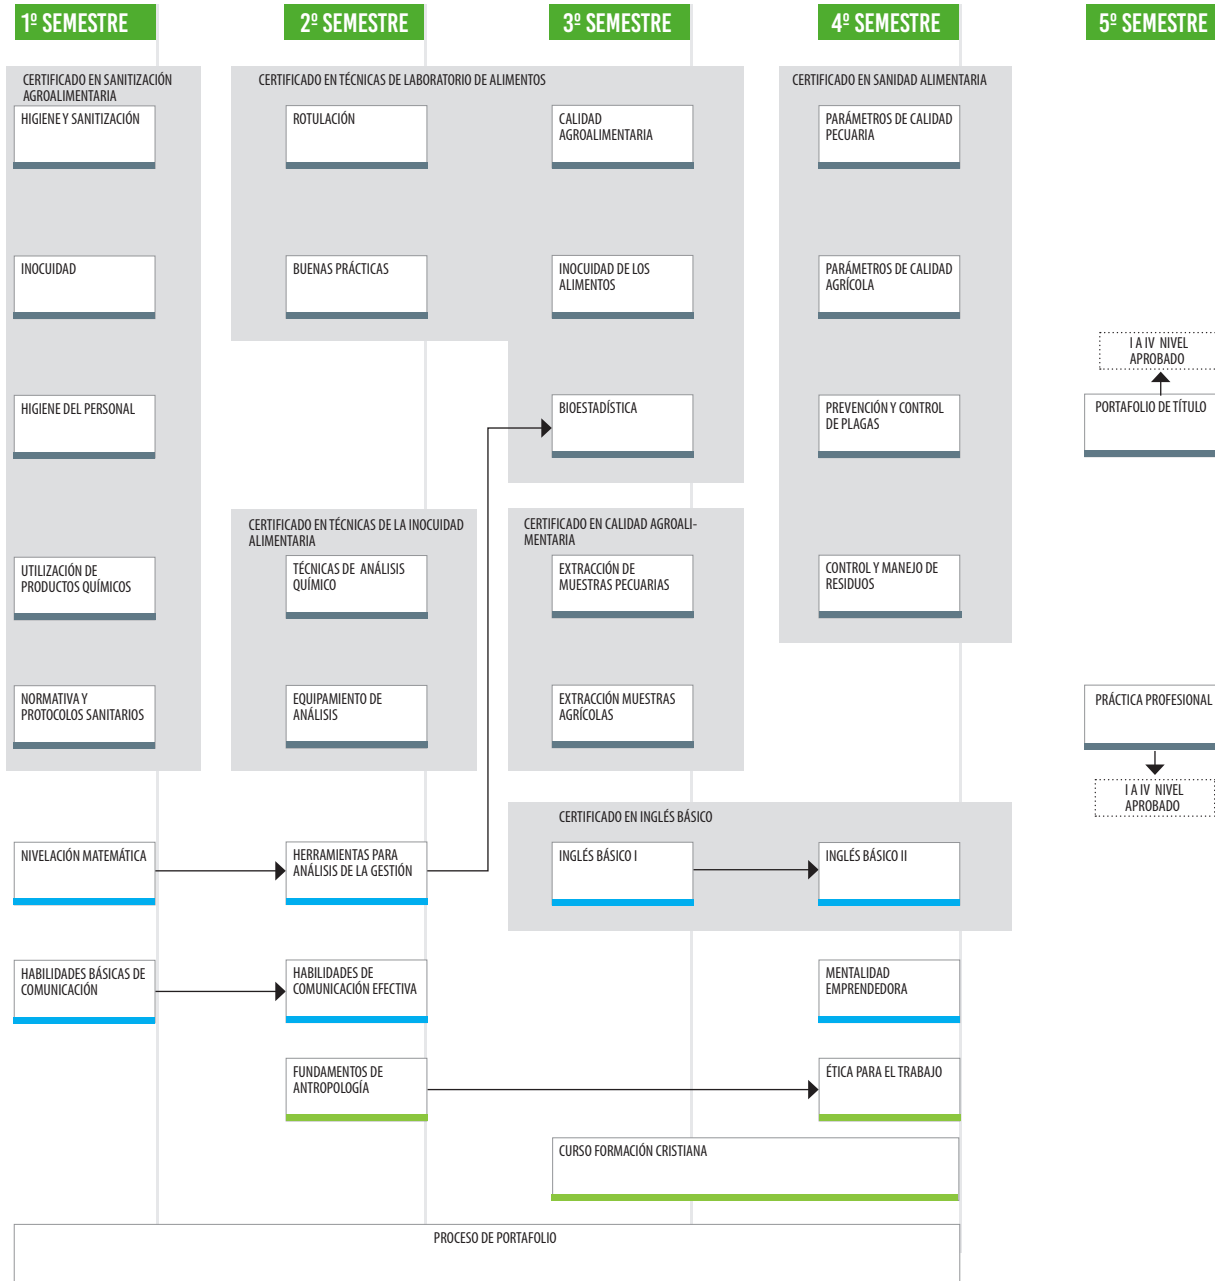 1º SEMESTRE
2º SEMESTRE
3º SEMESTRE
4º SEMESTRE
5º SEMESTRE
CERTIFICADO EN SANITIZACIÓN
AGROALIMENTARIA
CERTIFICADO EN TÉCNICAS DE LABORATORIO DE ALIMENTOS
CERTIFICADO EN SANIDAD ALIMENTARIA
HIGIENE Y SANITIZACIÓN
ROTULACIÓN
CALIDAD
AGROALIMENTARIA
PARÁMETROS DE CALIDAD
PECUARIA
INOCUIDAD
BUENAS PRÁCTICAS
INOCUIDAD DE LOS
ALIMENTOS
PARÁMETROS DE CALIDAD
AGRÍCOLA
I A IV NIVEL
APROBADO
HIGIENE DEL PERSONAL
BIOESTADÍSTICA
PREVENCIÓN Y CONTROL
DE PLAGAS
PORTAFOLIO DE TÍTULO
CERTIFICADO EN TÉCNICAS DE LA INOCUIDAD
ALIMENTARIA
CERTIFICADO EN CALIDAD AGROALI-
MENTARIA
UTILIZACIÓN DE
PRODUCTOS QUÍMICOS
TÉCNICAS DE ANÁLISIS
QUÍMICO
EXTRACCIÓN DE
MUESTRAS PECUARIAS
CONTROL Y MANEJO DE
RESIDUOS
NORMATIVA Y
PROTOCOLOS SANITARIOS
EQUIPAMIENTO DE
ANÁLISIS
EXTRACCIÓN MUESTRAS
AGRÍCOLAS
PRÁCTICA PROFESIONAL
I A IV NIVEL
APROBADO
CERTIFICADO EN INGLÉS BÁSICO
NIVELACIÓN MATEMÁTICA
HERRAMIENTAS PARA
ANÁLISIS DE LA GESTIÓN
INGLÉS BÁSICO I
INGLÉS BÁSICO II
HABILIDADES BÁSICAS DE
COMUNICACIÓN
HABILIDADES DE
COMUNICACIÓN EFECTIVA
MENTALIDAD
EMPRENDEDORA
FUNDAMENTOS DE
ANTROPOLOGÍA
ÉTICA PARA EL TRABAJO
CURSO FORMACIÓN CRISTIANA
PROCESO DE PORTAFOLIO